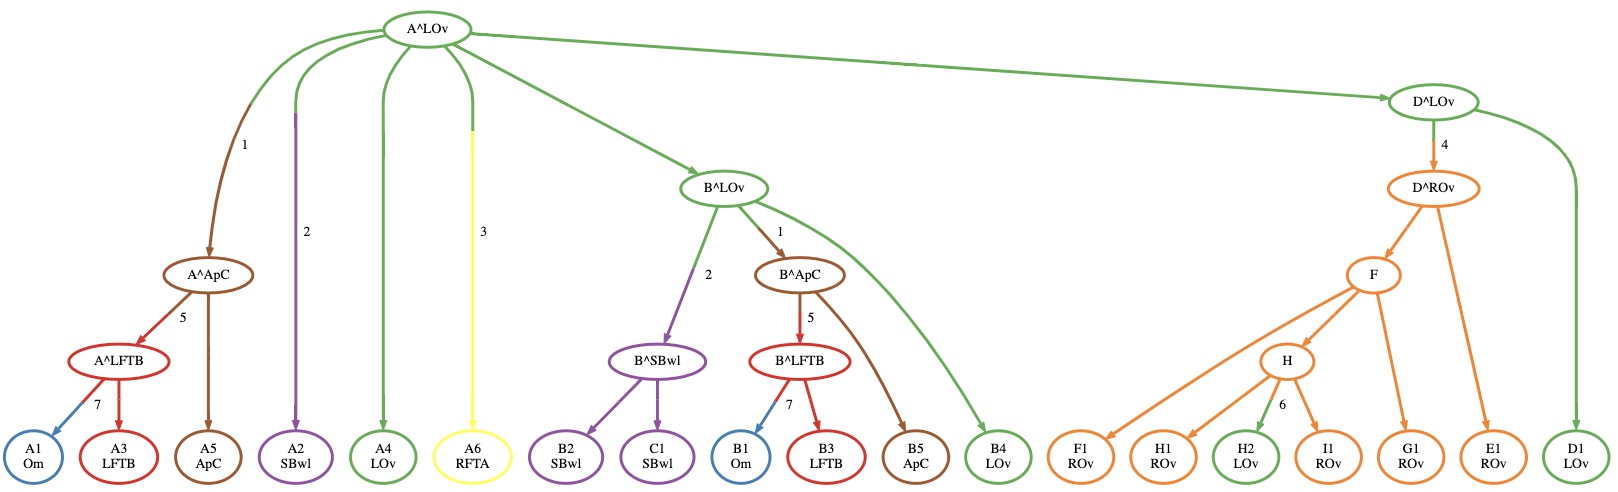 A^LOv
D^LOv
1
4
D^ROv
B^LOv
2
3
1
A^ApC
2
B^ApC
F
5
5
A^LFTB
B^SBwl
B^LFTB
H
7
7
6
A1
Om
A3
LFTB
A5
ApC
A2
SBwl
A4
LOv
A6
RFTA
B2
SBwl
C1
SBwl
B1
Om
B3
LFTB
B5
ApC
B4
LOv
F1
ROv
H1
ROv
H2
LOv
I1
ROv
G1
ROv
E1
ROv
D1
LOv